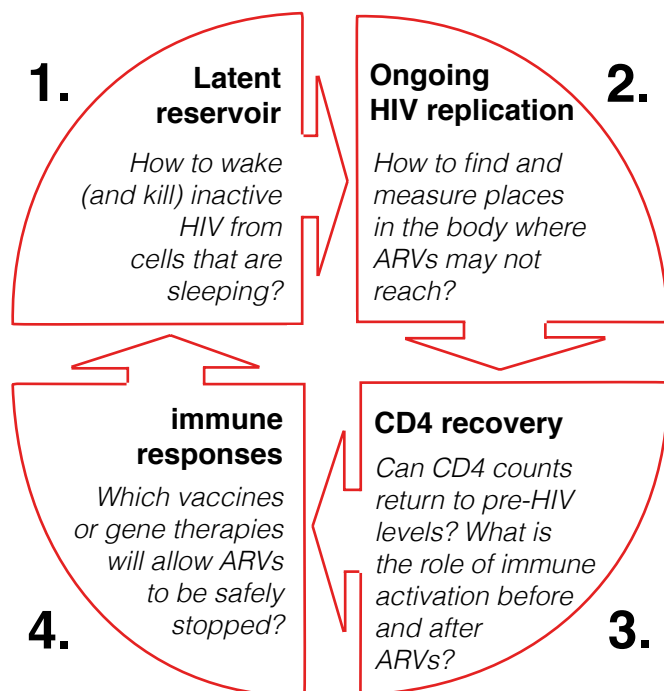 1.
Latent
reservoir
How to wake
(and kill) inactive
HIV from
cells that are
sleeping?
2.
Ongoing
HIV replication
How to find and
measure places
in the body where
ARVs may not
reach?
3.
CD4 recovery
Can CD4 counts
return to pre-HIV
levels? What is
the role of immune
activation before
and after
ARVs?
4.
immune
responses
Which vaccines
or gene therapies
will allow ARVs
to be safely
stopped?